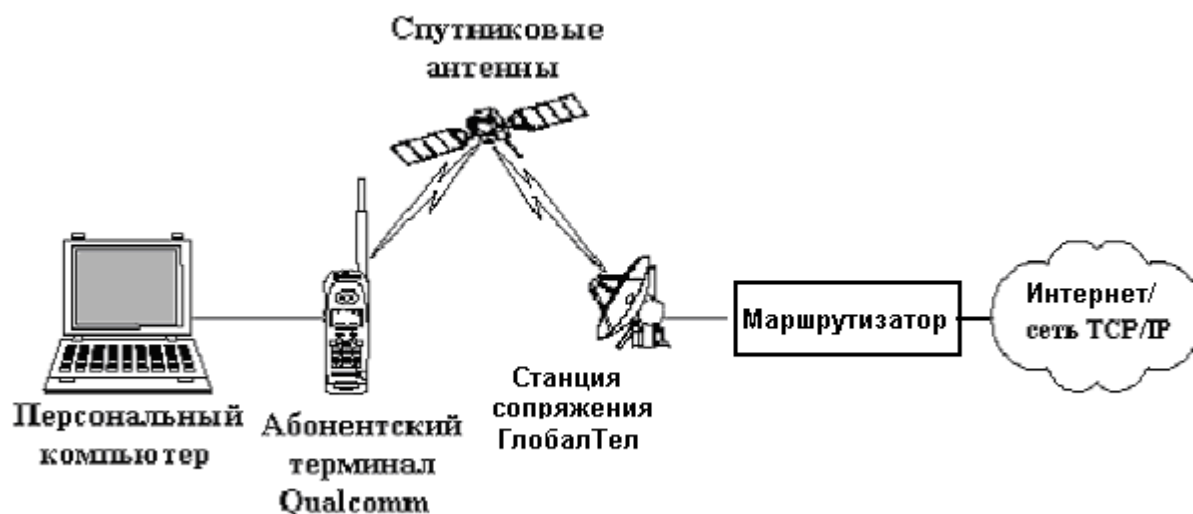 Спутниковые
антенны
Персональный
компьютер
Абонентский
терминал
Qualcomm
Станция
сопряжения
ГлобалТел
Маршрутизатор
Интернет/
сеть TCP/IP